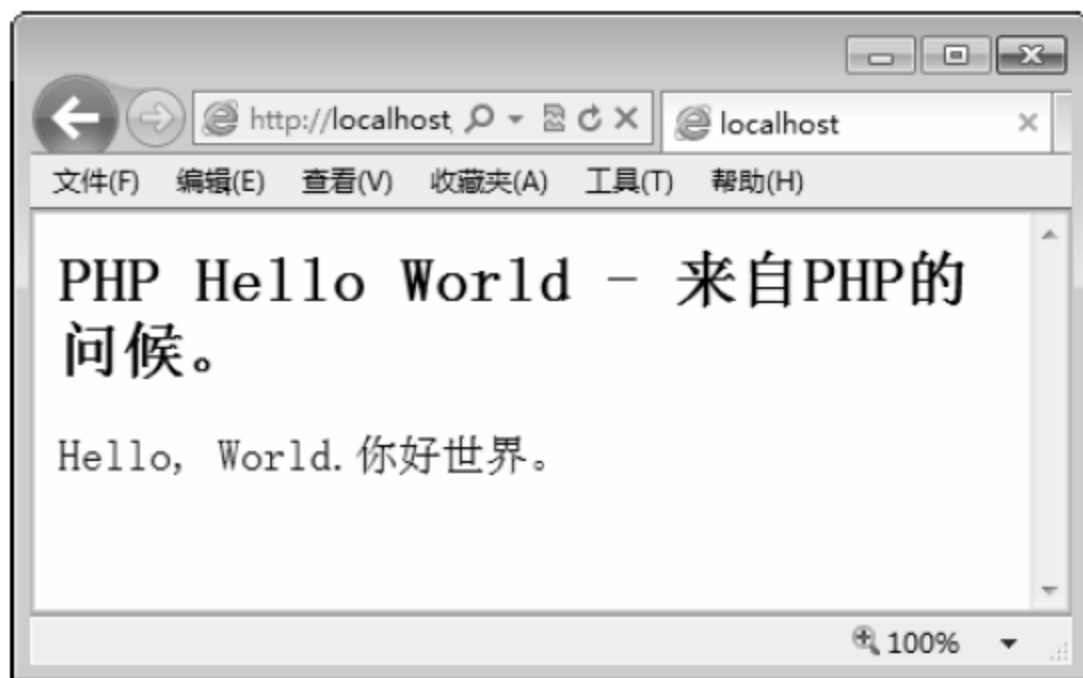 http://localhost
localhost
文件(F) 编辑(E) 查看(V) 收藏夹(A) 工具(T) 帮助(H)
PHP Hello World - 来自PHP的
问候。
Hello, World.你好世界。
100%